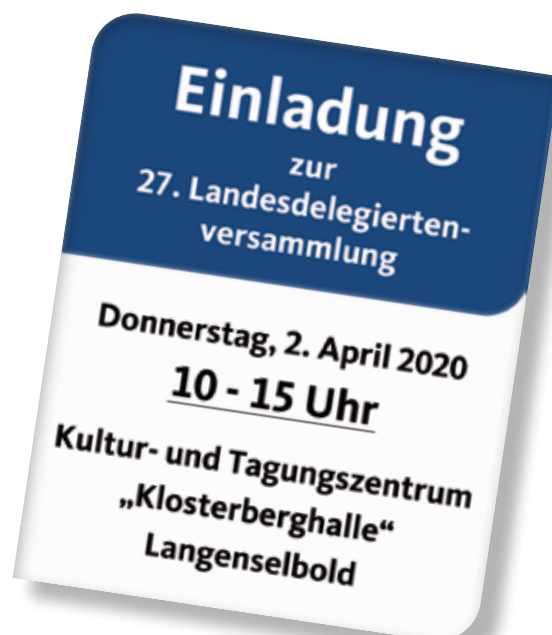 Einladung
zur
27. Landesdelegierten-
versammlung
Donnerstag, 2. April 2020
10 - 15 Uhr
Kultur- und Tagungszentrum
„Klosterberghalle“
Langenselbold